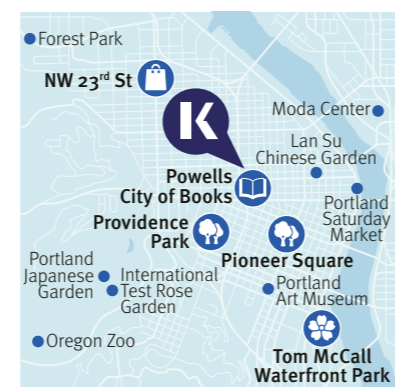 Forest Park
NW 23rd St
K
Moda Center
Lan Su
Chinese Garden
Powells
City of Books
Portland
Saturday
Market
Providence
Park
Pioneer Square
Portland
Japanese
Garden
International
Test Rose
Garden
Portland
Art Museum
Oregon Zoo
Tom McCall
Waterfront Park